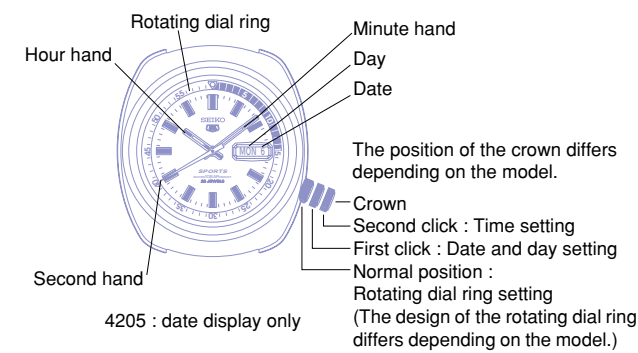 Rotating dial ring
Minute hand
Hour hand
Day
Date
SEIKO
5
MON 6
SPORTS
The position of the crown differs
depending on the model.
Crown
Second click : Time setting
First click : Date and day setting
Second hand
Normal position :
Rotating dial ring setting
4205 : date display only
(The design of the rotating dial ring
differs depending on the model.)